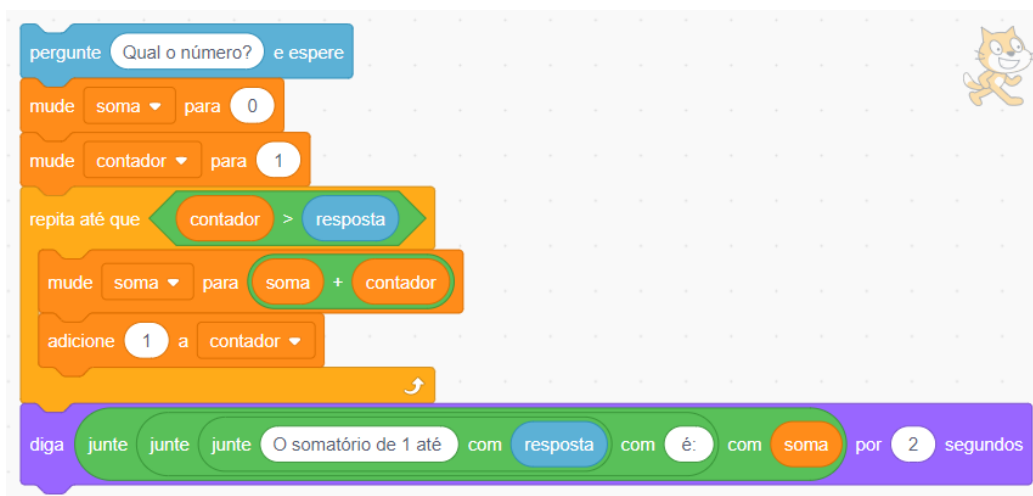 pergunte Qual o número? e espere
mude soma para 0
mude contador para 1
repita até que contador > resposta
mude soma para soma + contador
adicione 1 a contador
diga junte junte junte O somatório de 1 até com resposta com é: com soma por 2 segundos